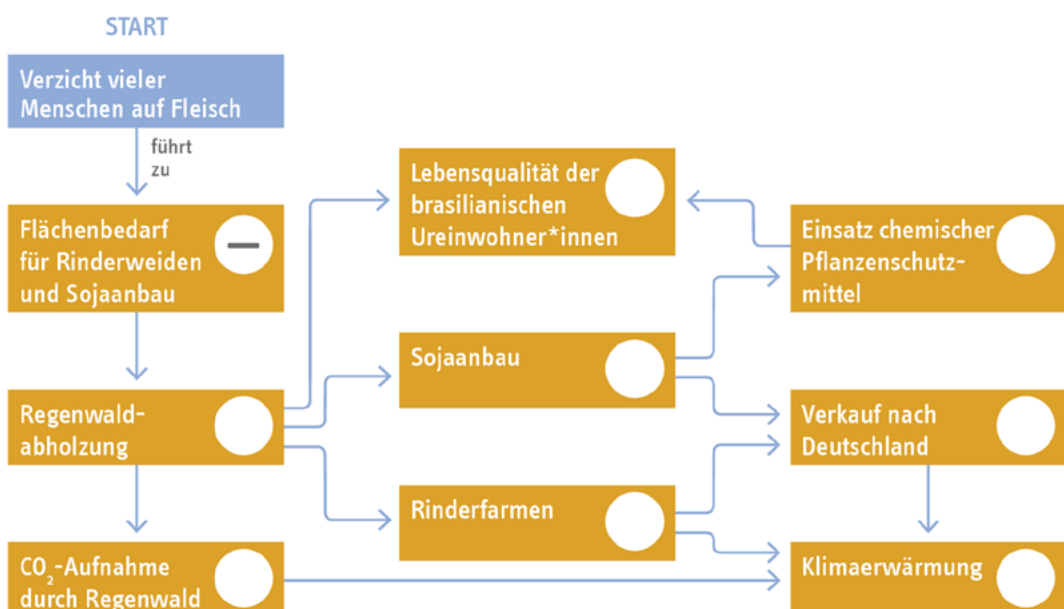 START
Verzicht vieler
Menschen auf Fleisch
führt
zu
Flächenbedarf
für Rinderweiden
und Sojaanbau
Regenwald-
abholzung
CO₂-Aufnahme
durch Regenwald
Lebensqualität der
brasilianischen
Ureinwohner*innen
Sojaanbau
Rinderfarmen
Einsatz chemischer
Pflanzenschutz-
mittel
Verkauf nach
Deutschland
Klimaerwärmung